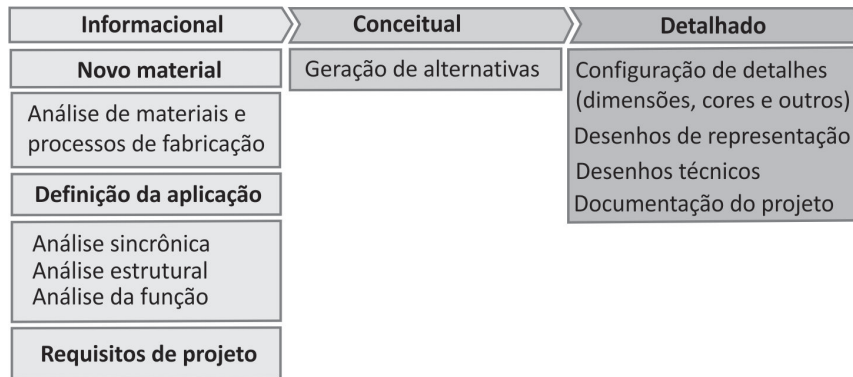 Informacional
Novo material
Análise de materiais e
processos de fabricação
Definição da aplicação
Análise sincrônica
Análise estrutural
Análise da função
Requisitos de projeto
Conceitual
Geração de alternativas
Detalhado
Configuração de detalhes
(dimensões, cores e outros)
Desenhos de representação
Desenhos técnicos
Documentação do projeto